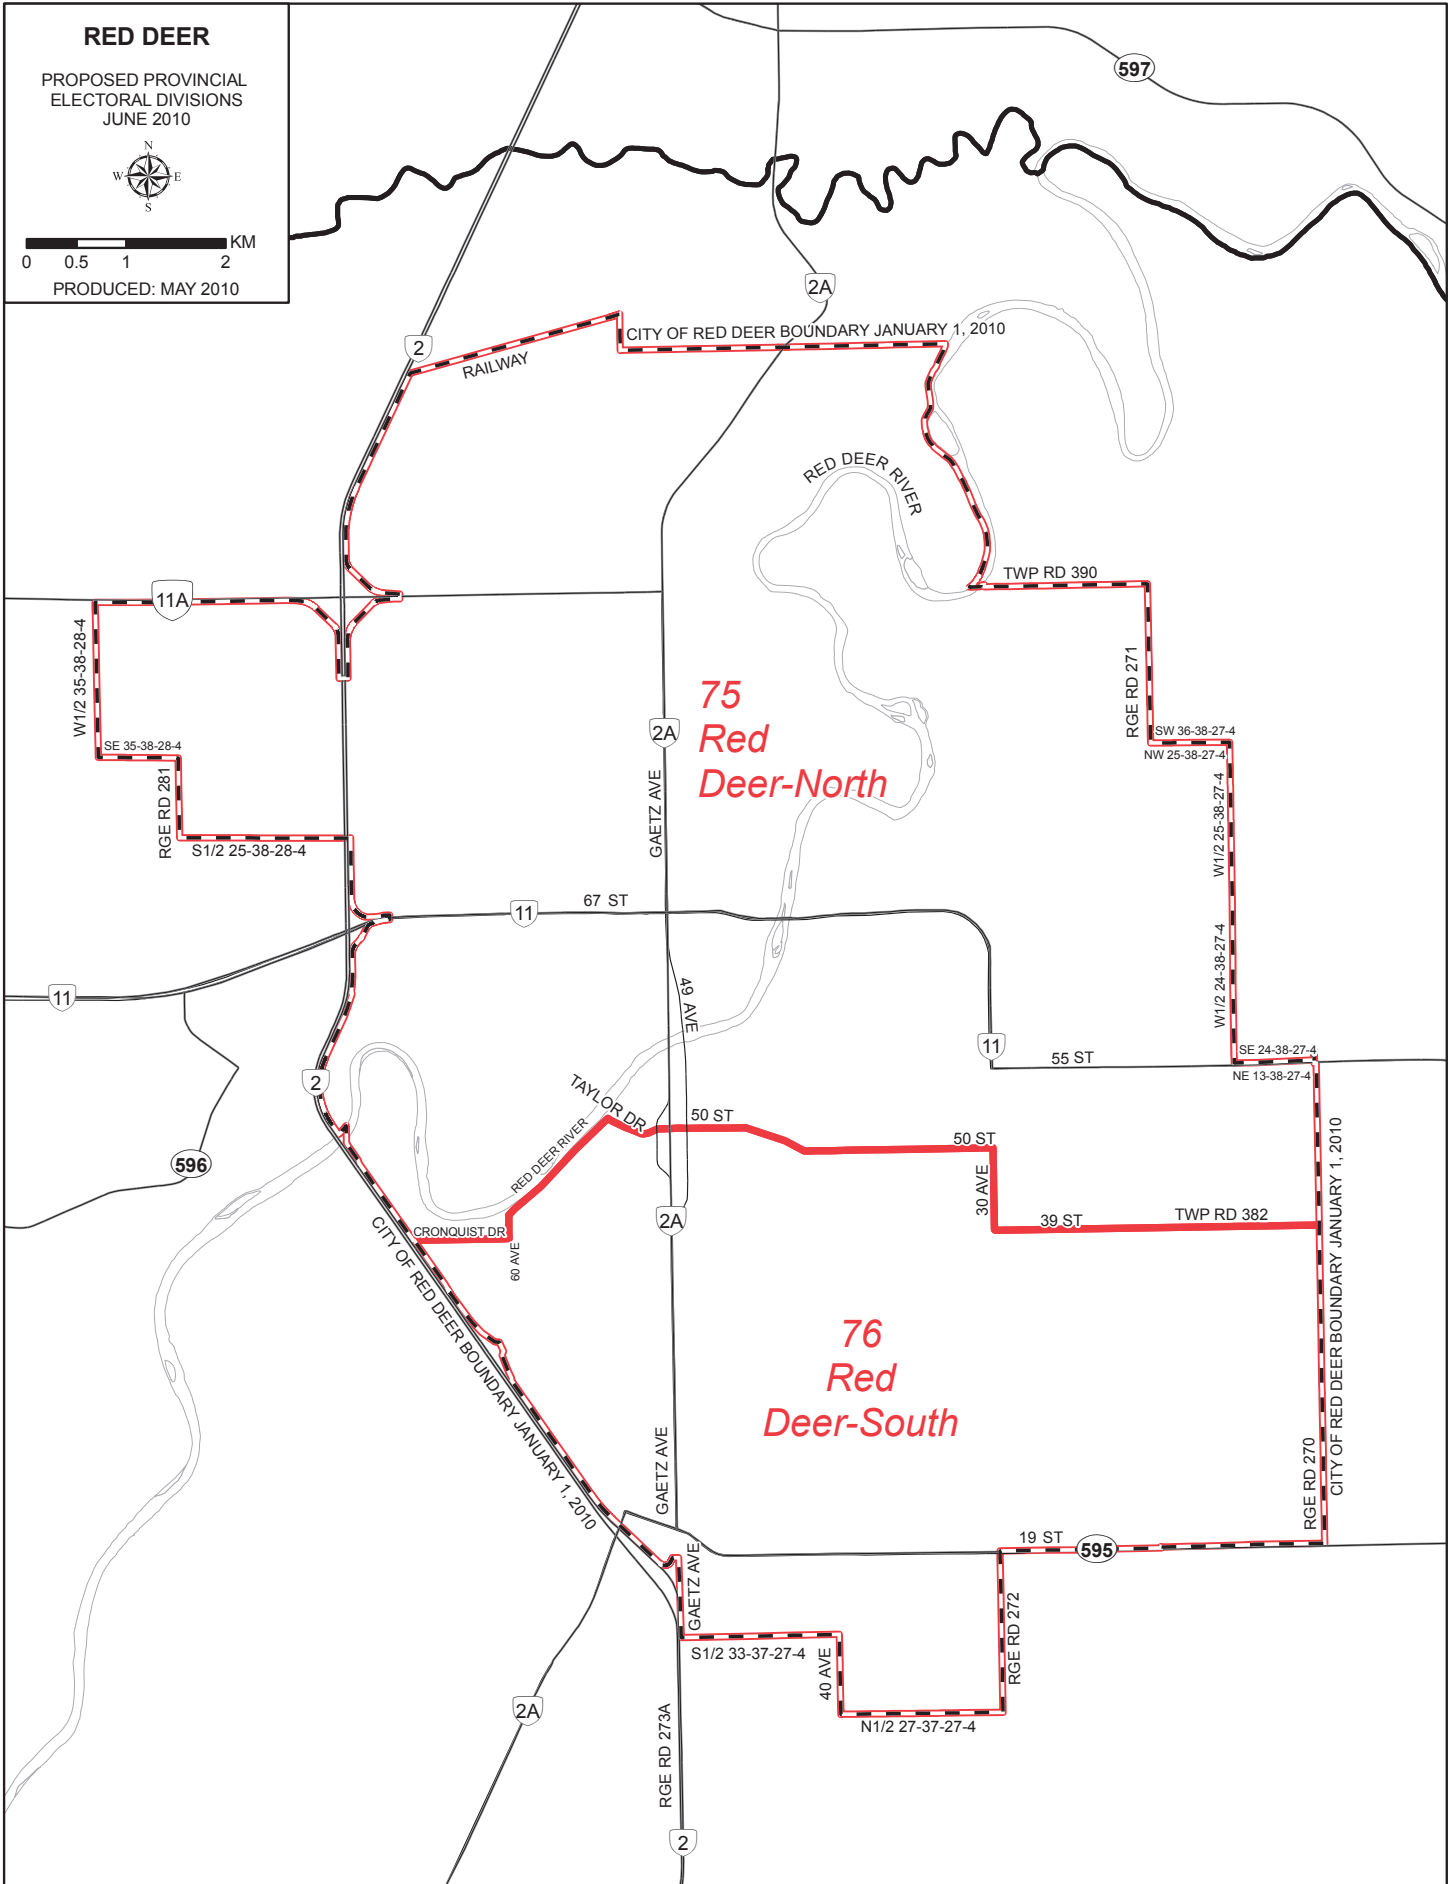 RED DEER
PROPOSED PROVINCIAL
ELECTORAL DIVISIONS
JUNE 2010
N
W E
S
KM
0 0.5 1 2
PRODUCED: MAY 2010
597
2A
2
CITY OF RED DEER BOUNDARY JANUARY 1, 2010
RAILWAY
RED DEER RIVER
TWP RD 390
11A
W1/2 35-38-28-4
RGE RD 271
75
Red
Deer-North
2A
SW 36-38-27-4
NW 25-38-27-4
SE 35-38-28-4
RGE RD 281
GAETZ AVE
W1/2 25-38-27-4
S1/2 25-38-28-4
67 ST
11
11
49 AVE
W1/2 24-38-27-4
11
55 ST
SE 24-38-27-4
NE 13-38-27-4
2
TAYLOR DR
50 ST
50 ST
RED DEER RIVER
596
30 AVE
CITY OF RED DEER BOUNDARY JANUARY 1, 2010
39 ST
TWP RD 382
2A
CRONQUIST DR
60 AVE
CITY OF RED DEER BOUNDARY JANUARY 1, 2010
76
Red
Deer-South
GAETZ AVE
RGE RD 270
19 ST
595
GAETZ AVE
RGE RD 272
S1/2 33-37-27-4
40 AVE
2A
N1/2 27-37-27-4
RGE RD 273A
2